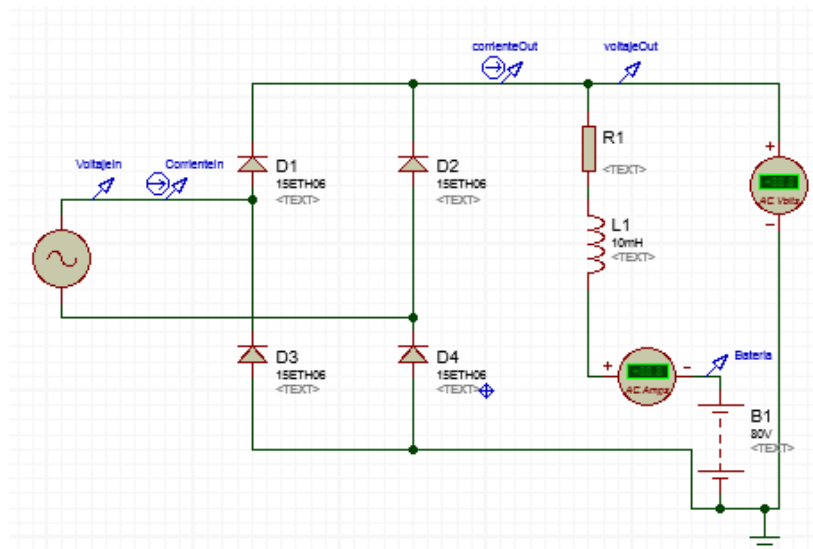 corrienteOut
voltajeOut
VoltajeIn
CorrienteIn
D1
15ETH06
<TEXT>
D2
15ETH06
<TEXT>
R1
<TEXT>
+
AC Volts
-
L1
10mH
<TEXT>
D3
15ETH06
<TEXT>
D4
15ETH06
<TEXT>
+
AC Amps
-
Bateria
B1
80V
<TEXT>